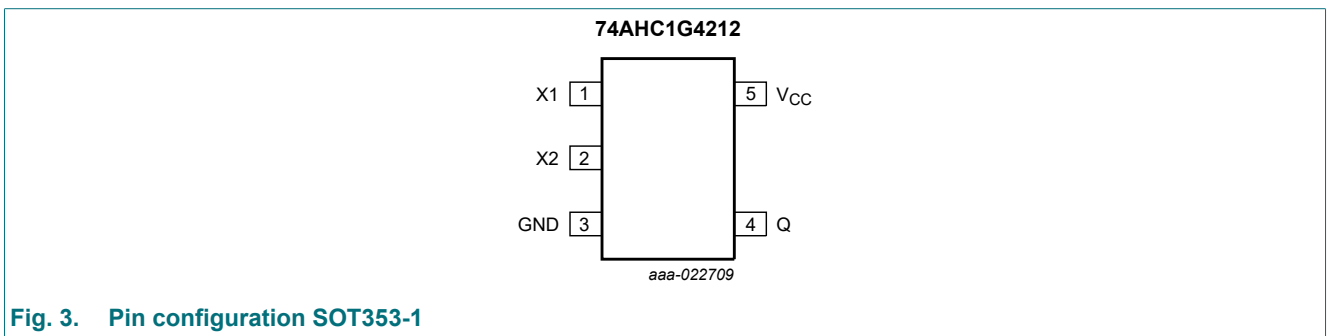 74AHC1G4212
X1 1 5 VCC
X2 2
GND 3 4 Q
aaa-022709
Fig. 3. Pin configuration SOT353-1